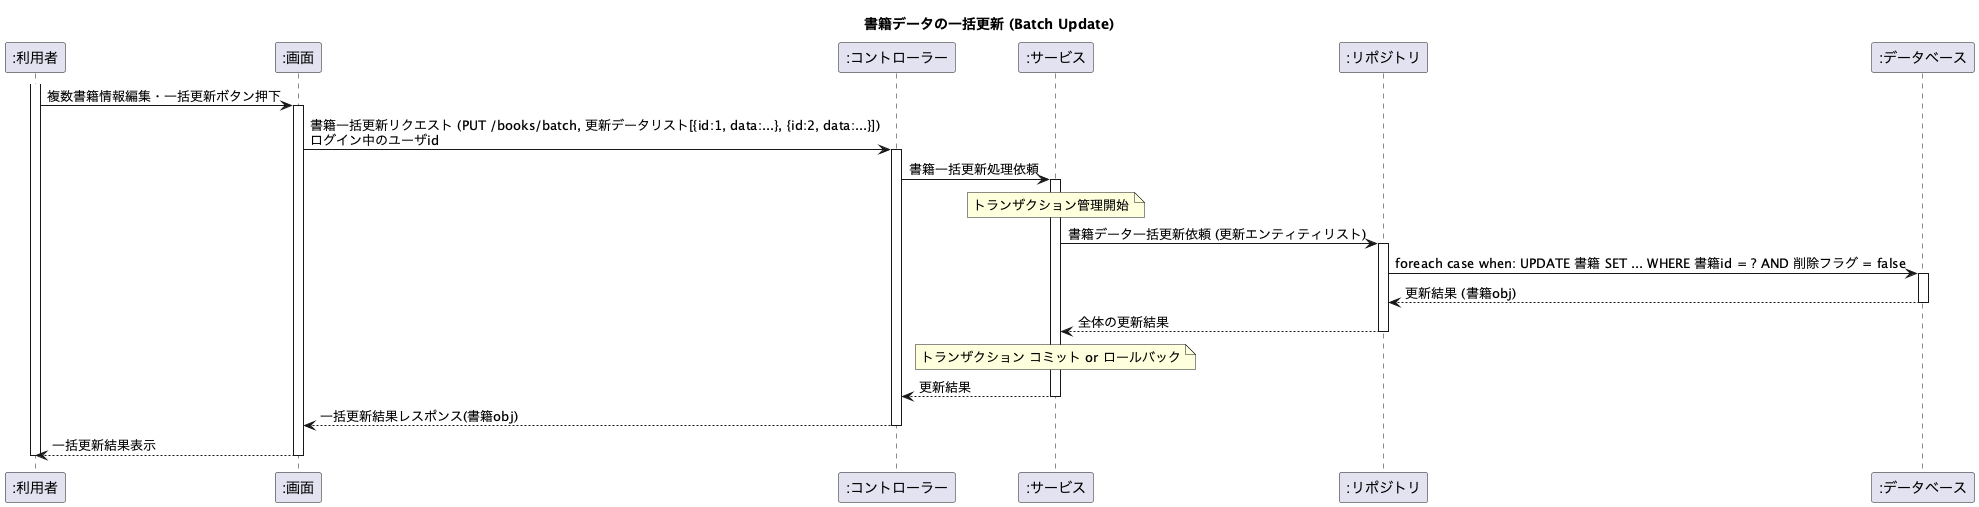 書籍データの一括更新 (Batch Update)
:利用者
:画面
:コントローラー
:サービス
:リポジトリ
:データベース
複数書籍情報編集・一括更新ボタン押下
書籍一括更新リクエスト (PUT /books/batch, 更新データリスト[{id:1, data:...}, {id:2, data:...}])
ログイン中のユーザid
書籍一括更新処理依頼
トランザクション管理開始
書籍データ一括更新依頼 (更新エンティティリスト)
foreach case when: UPDATE 書籍 SET ... WHERE 書籍id = ? AND 削除フラグ = false
更新結果 (書籍obj)
全体の更新結果
トランザクション コミット or ロールバック
更新結果
一括更新結果レスポンス(書籍obj)
一括更新結果表示
:利用者
:画面
:コントローラー
:サービス
:リポジトリ
:データベース